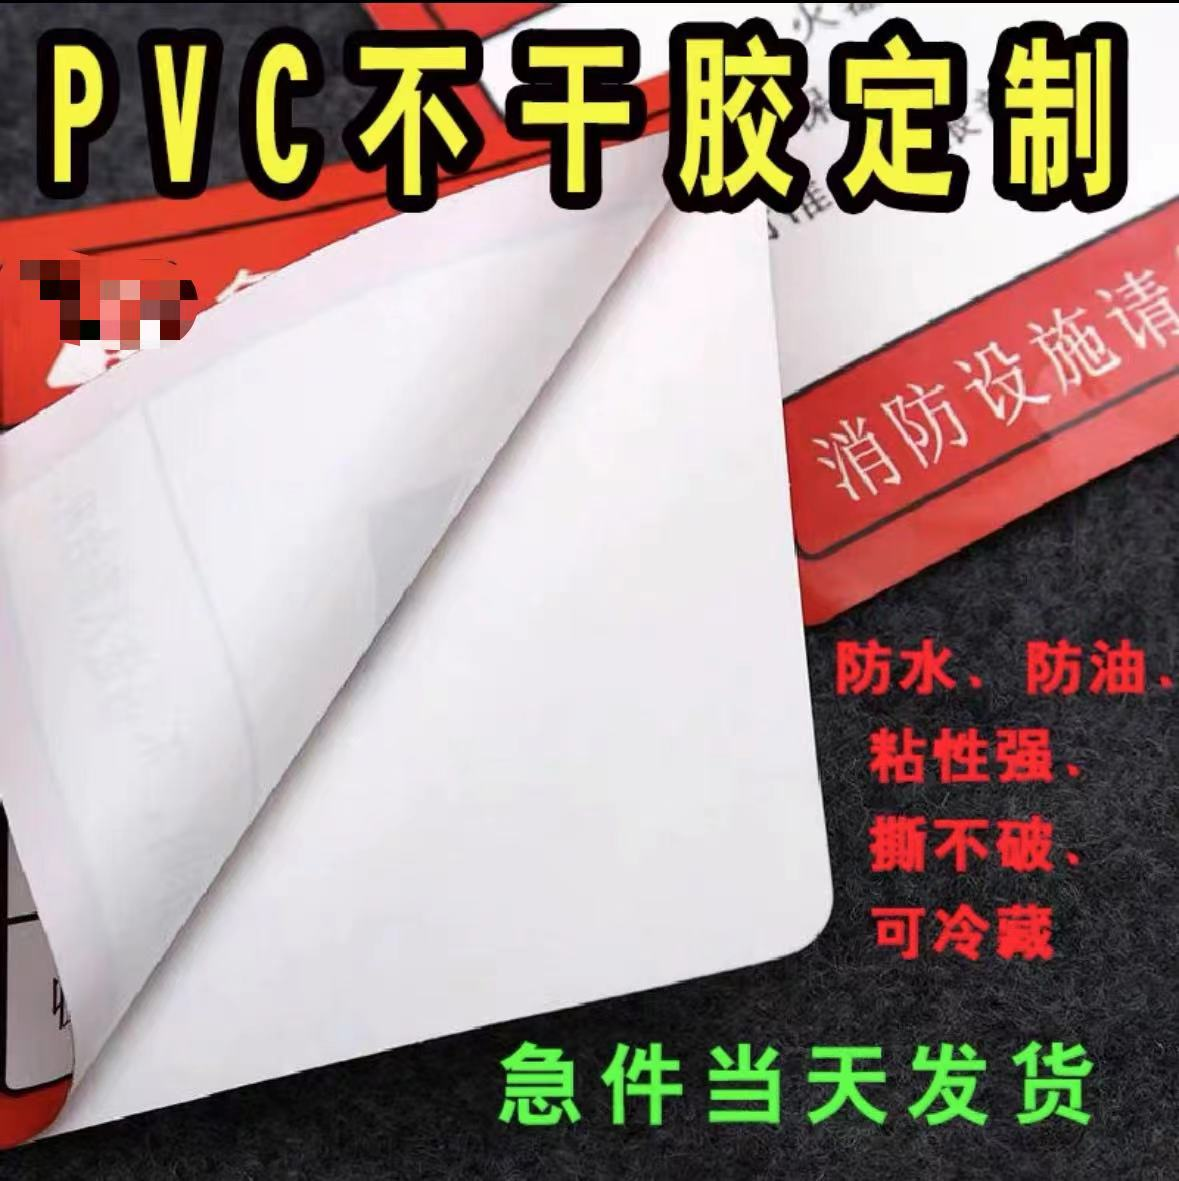 PVC不干胶定制
消防设施请
防水、防油、
粘性强、
撕不破、
可冷藏
急件当天发货